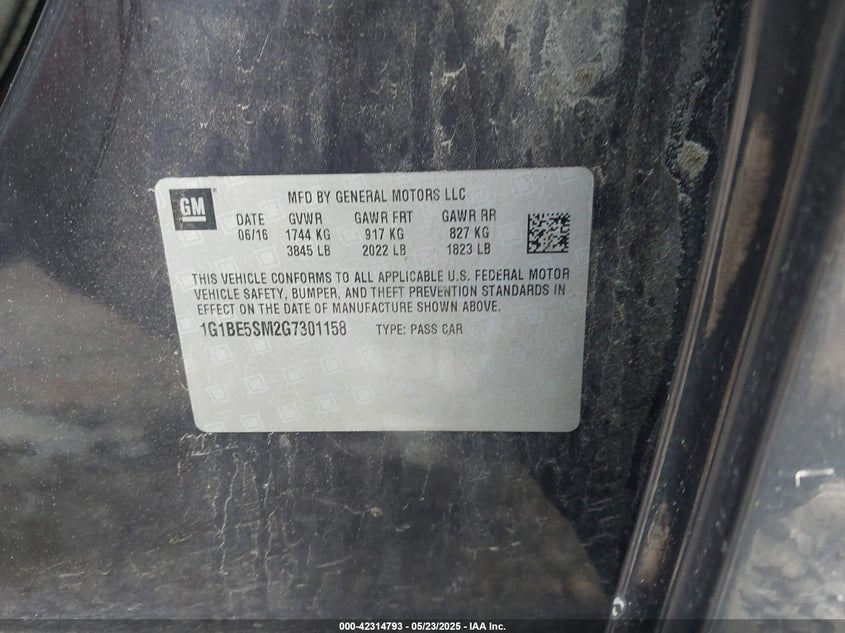 GM
MFD BY GENERAL MOTORS LLC
DATE GVWR GAWR FRT GAWR RR
06/16 1744 KG 917 KG 827 KG
3845 LB 2022 LB 1823 LB
THIS VEHICLE CONFORMS TO ALL APPLICABLE U.S. FEDERAL MOTOR
VEHICLE SAFETY, BUMPER, AND THEFT PREVENTION STANDARDS IN
EFFECT ON THE DATE OF MANUFACTURE SHOWN ABOVE.
1G1BE5SM2G7301158 TYPE: PASS CAR
000-42314793 - 05/23/2025 - IAA Inc.